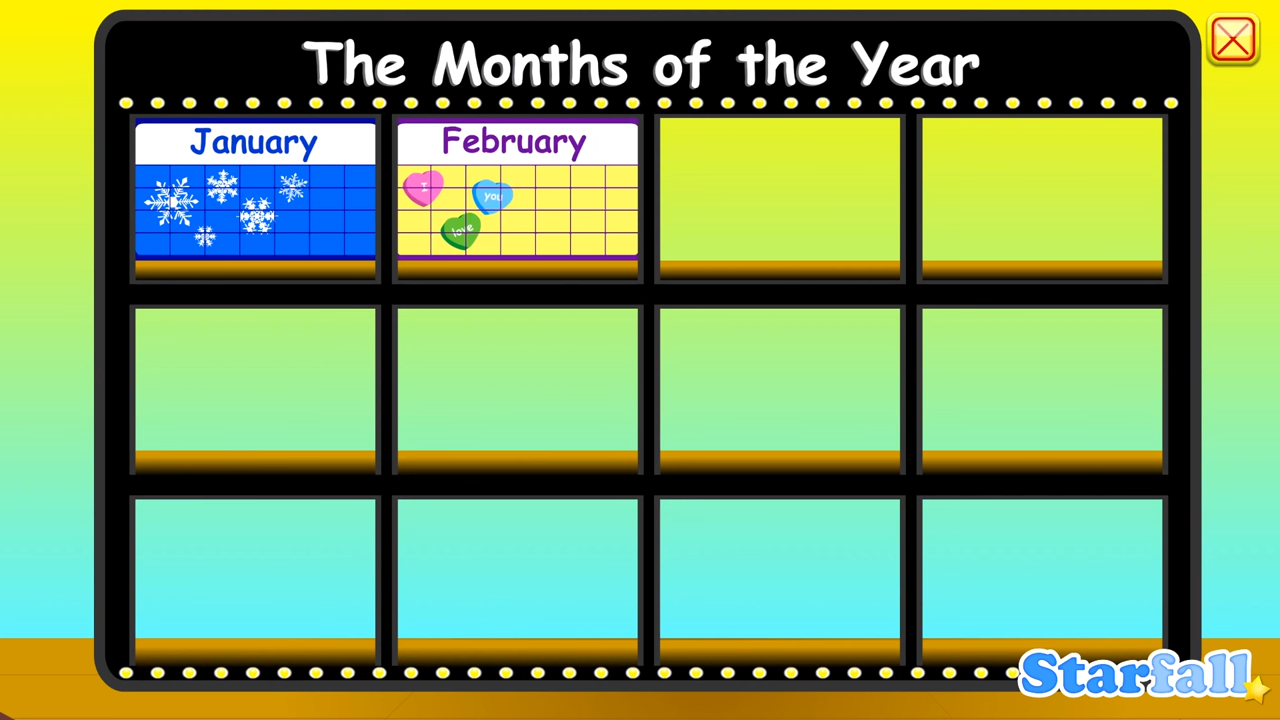 The Months of the Year
January
February
I
you
love
Starfall